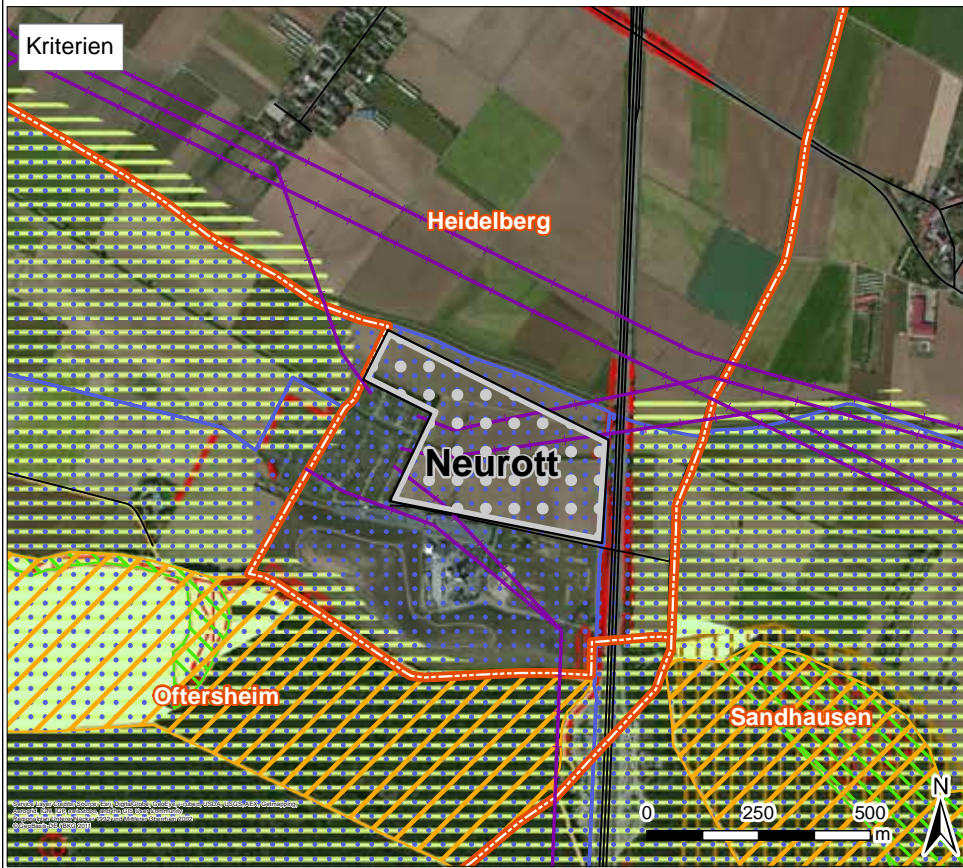 Kriterien
Heidelberg
Neurott
Oftersheim
Sandhausen
N
0 250 500
m